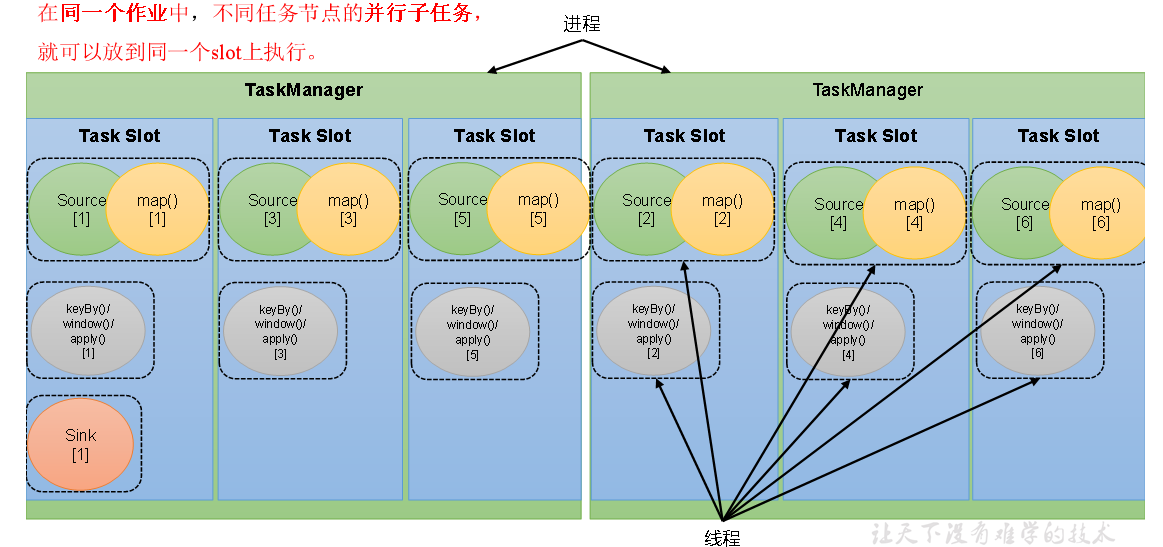 在同一个作业中，不同任务节点的并行子任务，
就可以放到同一个slot上执行。
进程
TaskManager
TaskManager
Task Slot
Task Slot
Task Slot
Task Slot
Task Slot
Task Slot
Source
[1]
map()
[1]
Source
[3]
map()
[3]
Source
[5]
map()
[5]
Source
[2]
map()
[2]
Source
[4]
map()
[4]
Source
[6]
map()
[6]
keyBy()/
window()/
apply()
[1]
keyBy()/
window()/
apply()
[3]
keyBy()/
window()/
apply()
[5]
keyBy()/
window()/
apply()
[2]
keyBy()/
window()/
apply()
[4]
keyBy()/
window()/
apply()
[6]
Sink
[1]
线程
让天下没有难学的技术